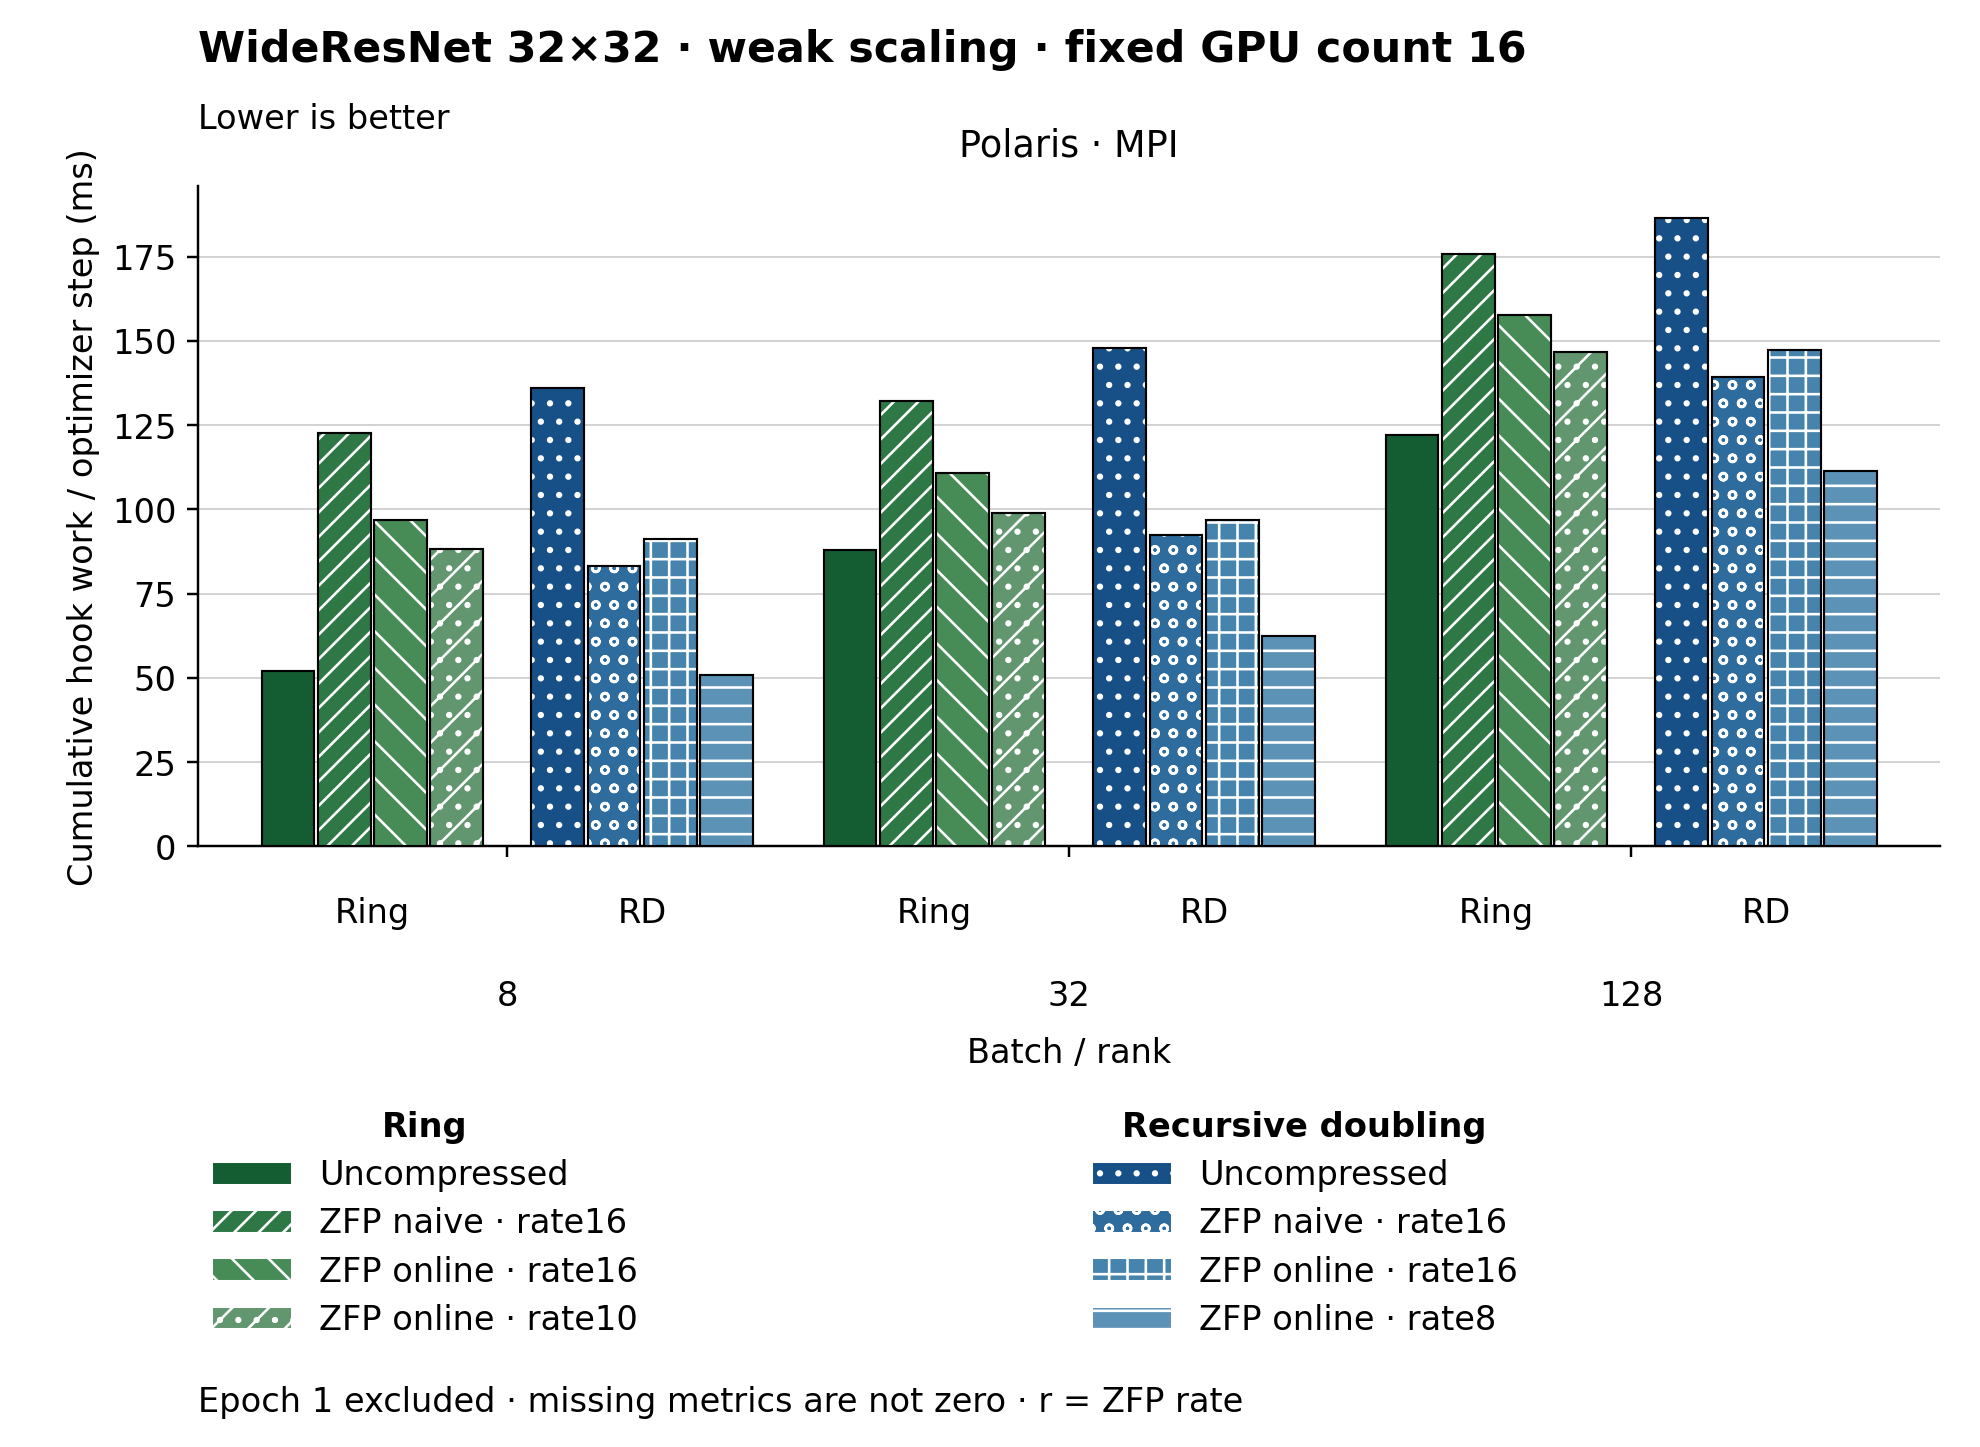 WideResNet 32×32 · weak scaling · fixed GPU count 16
Lower is better
Polaris · MPI
Cumulative hook work / optimizer step (ms)
175
150
125
100
75
50
25
0
Ring RD Ring RD Ring RD
8 32 128
Batch / rank
Ring
Uncompressed
ZFP naive · rate16
ZFP online · rate16
ZFP online · rate10
Recursive doubling
Uncompressed
ZFP naive · rate16
ZFP online · rate16
ZFP online · rate8
Epoch 1 excluded · missing metrics are not zero · r = ZFP rate